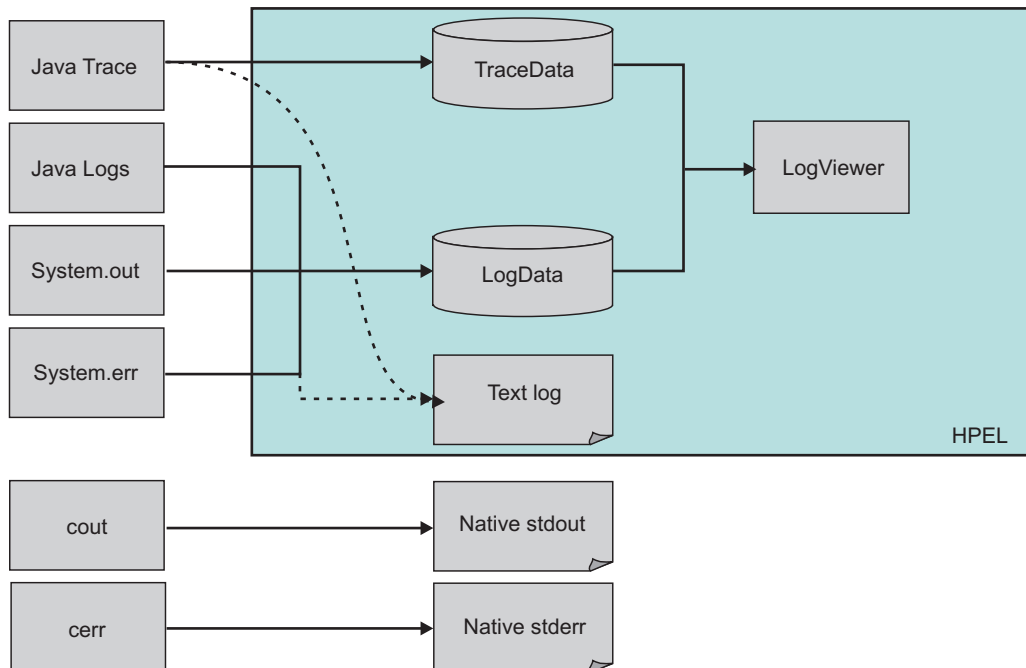 Java Trace
TraceData
Java Logs
LogViewer
System.out
LogData
System.err
Text log
HPEL
cout
Native stdout
cerr
Native stderr